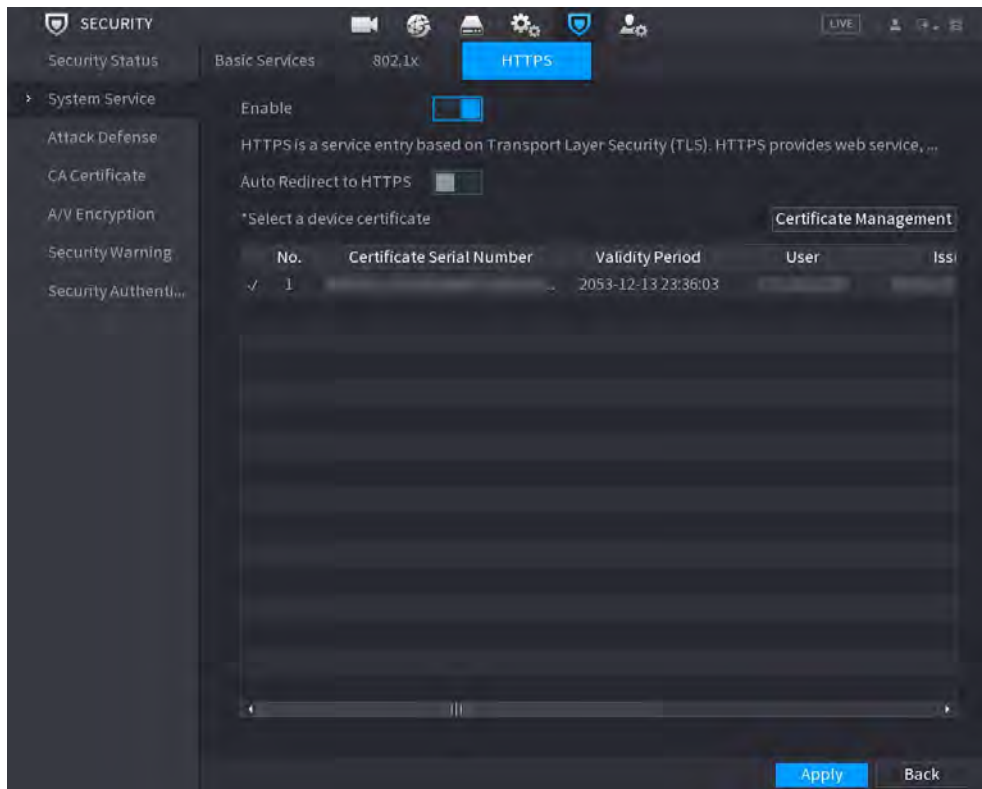 SECURITY
LIVE
Security Status
Basic Services
802.1x
HTTPS
System Service
Enable
Attack Defense
HTTPS is a service entry based on Transport Layer Security (TLS). HTTPS provides web service, ...
CA Certificate
Auto Redirect to HTTPS
A/V Encryption
*Select a device certificate
Certificate Management
Security Warning
No. Certificate Serial Number Validity Period User Iss
Security Authenti...
1 ... 2053-12-13 23:36:03
Apply
Back